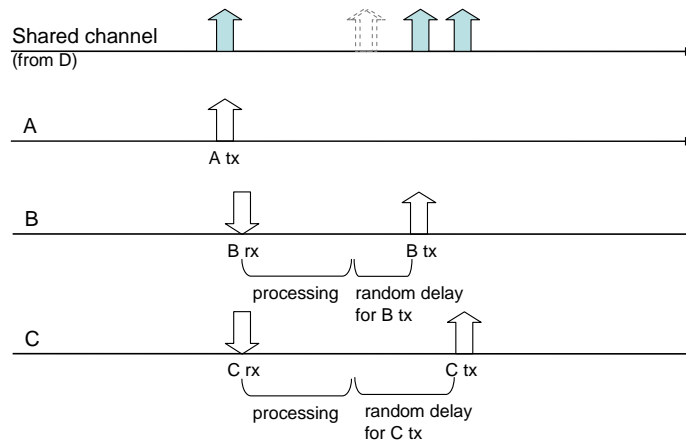 Shared channel
(from D)
A
A tx
B
B rx
B tx
processing
random delay
for B tx
C
C rx
C tx
processing
random delay
for C tx